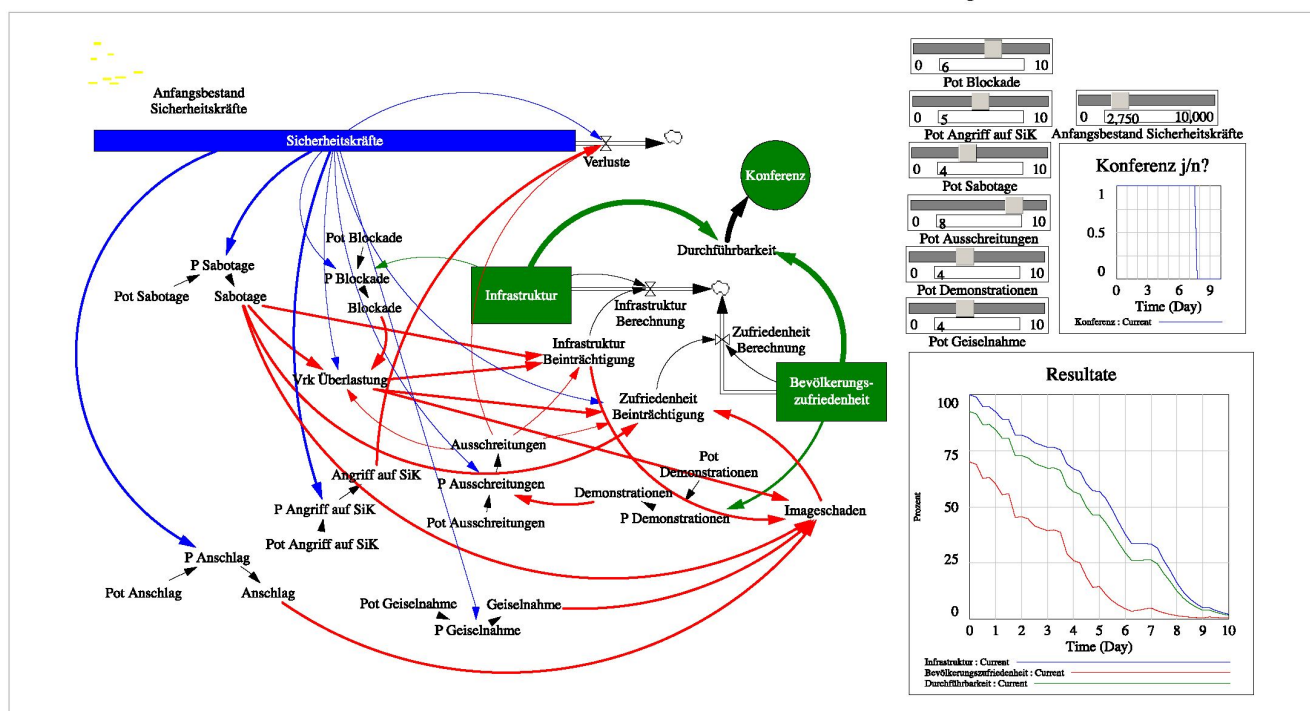 Anfangsbestand
Sicherheitskräfte
Sicherheitskräfte
Verluste
Konferenz
Pot Blockade
Durchführbarkeit
P Sabotage
P Blockade
Pot Sabotage
Sabotage
Blockade
Infrastruktur
Infrastruktur
Berechnung
Zufriedenheit
Berechnung
Infrastruktur
Beinträchtigung
Vrk Überlastung
Bevölkerungs-
zufriedenheit
Zufriedenheit
Beinträchtigung
Ausschreitungen
Pot
Demonstrationen
Angriff auf SiK
P Ausschreitungen
Demonstrationen
P Angriff auf SiK
Pot Ausschreitungen
P Demonstrationen
Imageschaden
Pot Angriff auf SiK
P Anschlag
Pot Anschlag
Anschlag
Pot Geiselnahme
Geiselnahme
P Geiselnahme
0 6 10
Pot Blockade
0 5 10
Pot Angriff auf SiK
0 2,750 10,000
Anfangsbestand Sicherheitskräfte
0 4 10
Pot Sabotage
0 8 10
Pot Ausschreitungen
0 4 10
Pot Demonstrationen
0 4 10
Pot Geiselnahme
Konferenz j/n?
1
0.5
0
0 3 6 9
Time (Day)
Konferenz : Current
Resultate
100
75
50
25
0
Prozent
0 1 2 3 4 5 6 7 8 9 10
Time (Day)
Infrastruktur : Current
Bevölkerungszufriedenheit : Current
Durchführbarkeit : Current